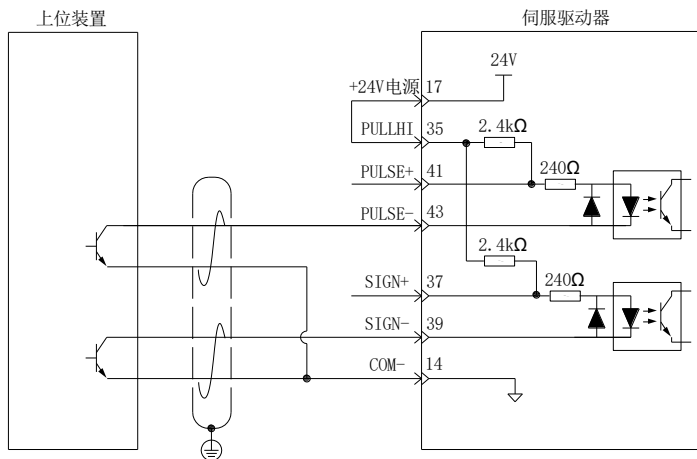 上位装置
伺服驱动器
24V
+24V电源 17
PULLHI 35
2.4kΩ
PULSE+ 41
240Ω
PULSE- 43
2.4kΩ
SIGN+ 37
240Ω
SIGN- 39
COM- 14